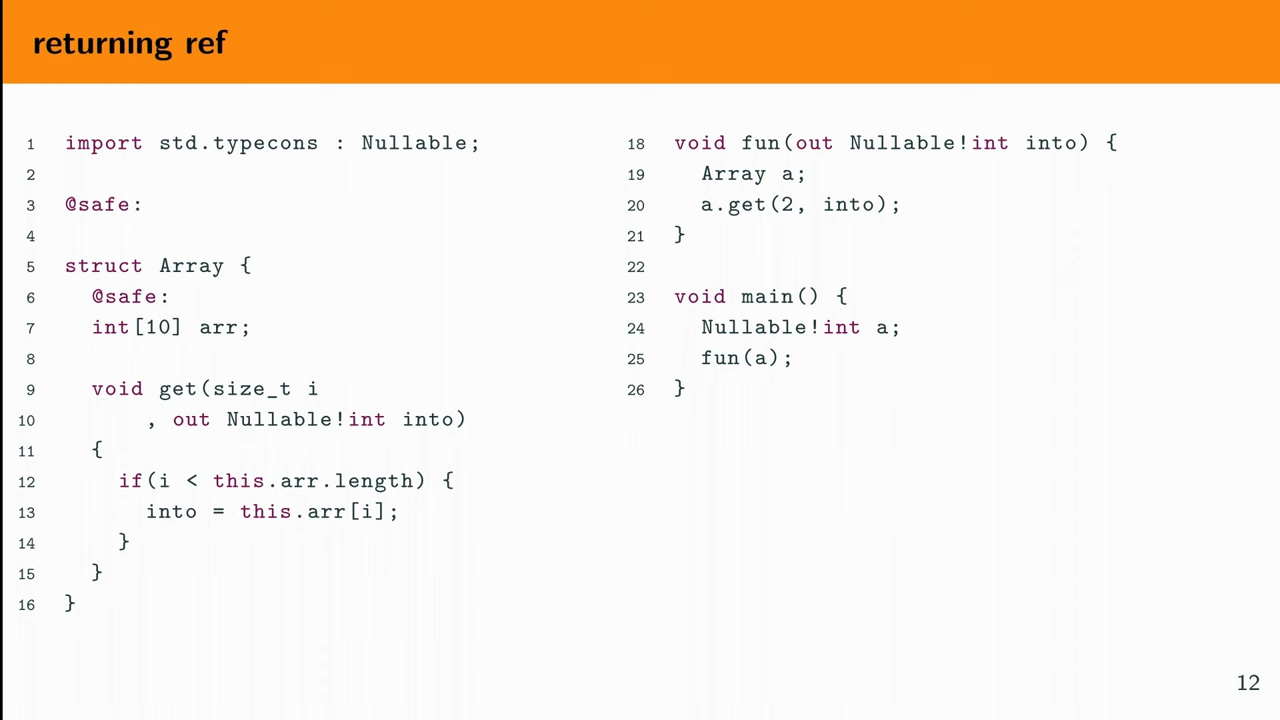 returning ref
1 import std.typecons : Nullable;
2
3 @safe:
4
5 struct Array {
6 @safe:
7 int[10] arr;
8
9 void get(size_t i
10 , out Nullable!int into)
11 {
12 if(i < this.arr.length) {
13 into = this.arr[i];
14 }
15 }
16 }
18 void fun(out Nullable!int into) {
19 Array a;
20 a.get(2, into);
21 }
22
23 void main() {
24 Nullable!int a;
25 fun(a);
26 }
12